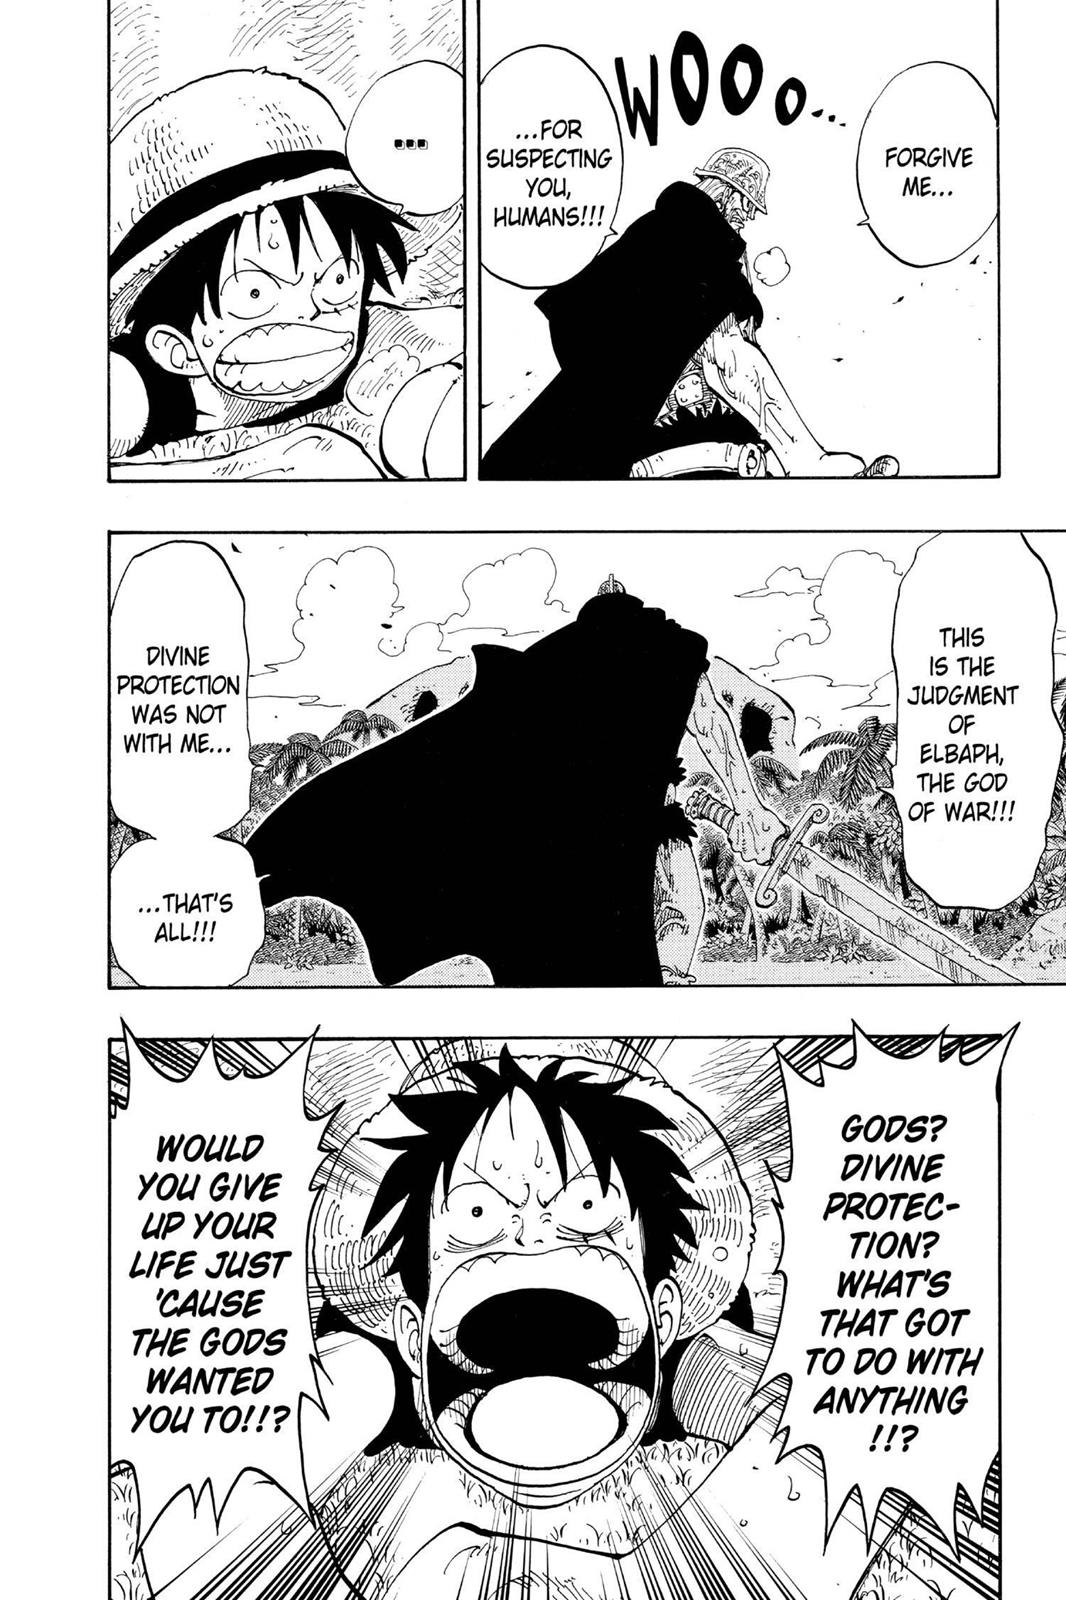 FORGIVE
ME...
WOOO...
...FOR
SUSPECTING
YOU,
HUMANS!!!
...
THIS
IS THE
JUDGMENT
OF
ELBAPH,
THE GOD
OF WAR!!!
DIVINE
PROTECTION
WAS NOT
WITH ME...
...THAT'S
ALL!!!
GODS?
DIVINE
PROTEC-
TION?
WHAT'S
THAT GOT
TO DO WITH
ANYTHING
!!?
WOULD
YOU GIVE
UP YOUR
LIFE JUST
'CAUSE
THE GODS
WANTED
YOU TO!!?